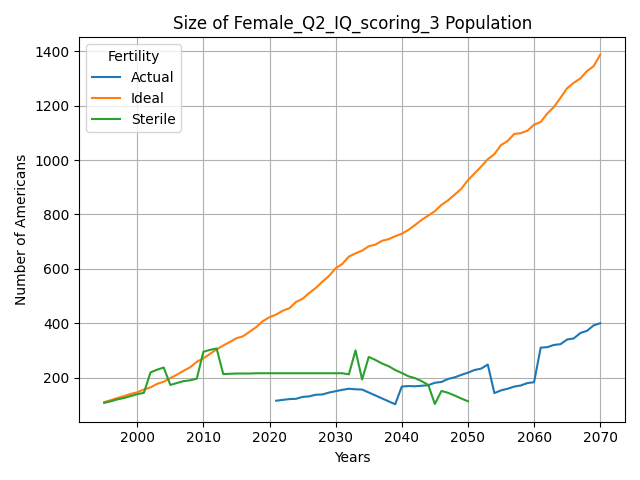 Size of Female_Q2_IQ_scoring_3 Population
Fertility
Actual
Ideal
Sterile
Number of Americans
1400
1200
1000
800
600
400
200
2000 2010 2020 2030 2040 2050 2060 2070
Years